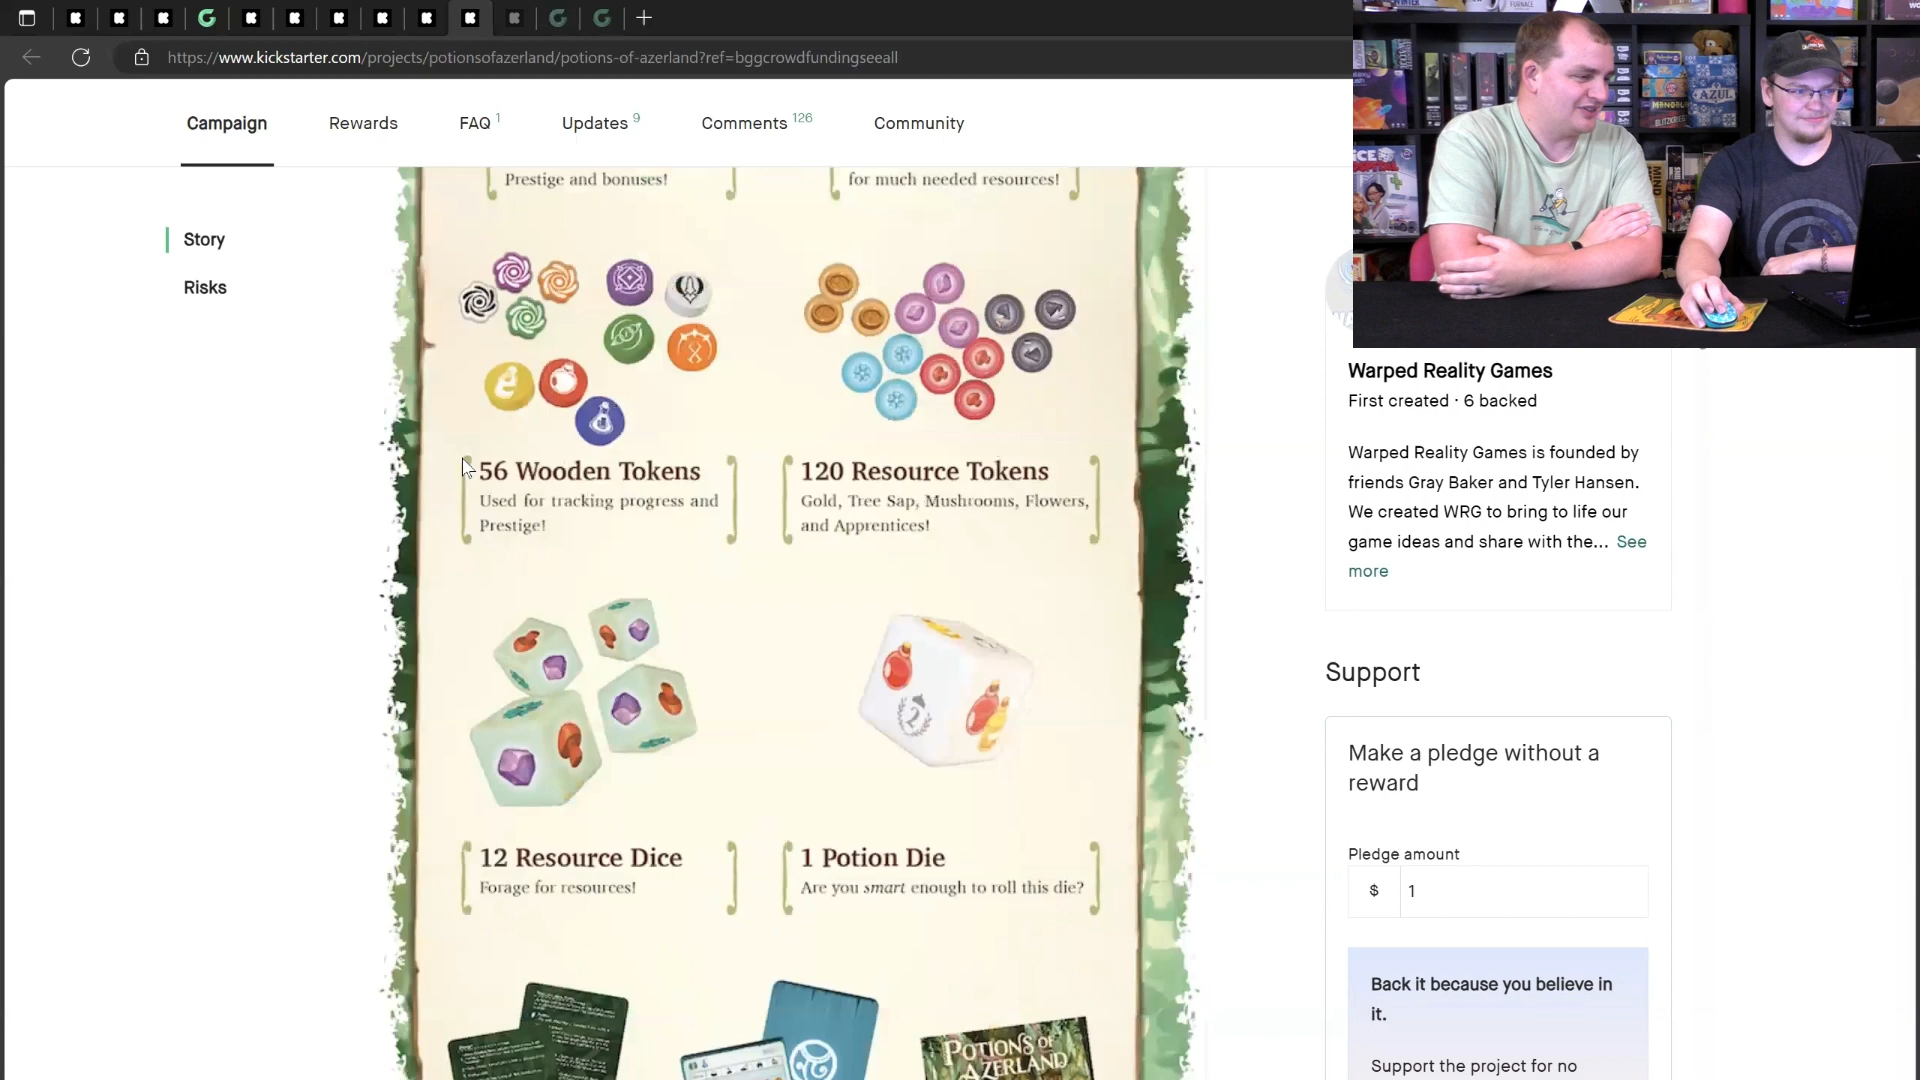 https://www.kickstarter.com/projects/potionsofazerland/potions-of-azerland?ref=bggcrowdfundingseeall
Campaign
Rewards
FAQ 1
Updates 9
Comments 126
Community
Story
Risks
Prestige and bonuses!
for much needed resources!
56 Wooden Tokens
Used for tracking progress and
Prestige!
120 Resource Tokens
Gold, Tree Sap, Mushrooms, Flowers,
and Apprentices!
2
12 Resource Dice
Forage for resources!
1 Potion Die
Are you smart enough to roll this die?
POTIONS OF
AZERLAND
AZUL
Warped Reality Games
First created · 6 backed
Warped Reality Games is founded by
friends Gray Baker and Tyler Hansen.
We created WRG to bring to life our
game ideas and share with the... See
more
Support
Make a pledge without a
reward
Pledge amount
$ 1
Back it because you believe in
it.
Support the project for no